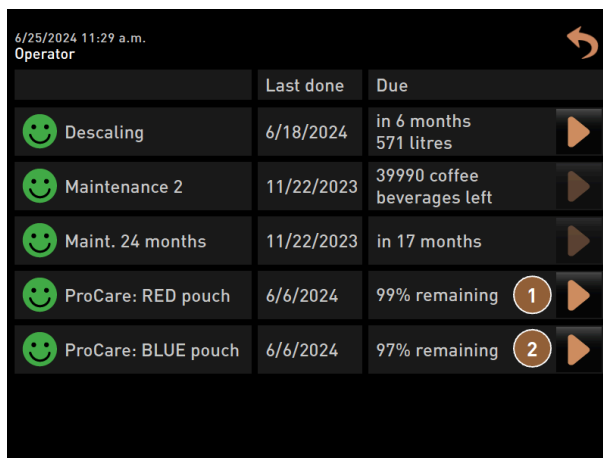 6/25/2024 11:29 a.m.
Operator
Last done Due
Descaling 6/18/2024 in 6 months
571 litres
Maintenance 2 11/22/2023 39990 coffee
beverages left
Maint. 24 months 11/22/2023 in 17 months
ProCare: RED pouch 6/6/2024 99% remaining 1
ProCare: BLUE pouch 6/6/2024 97% remaining 2